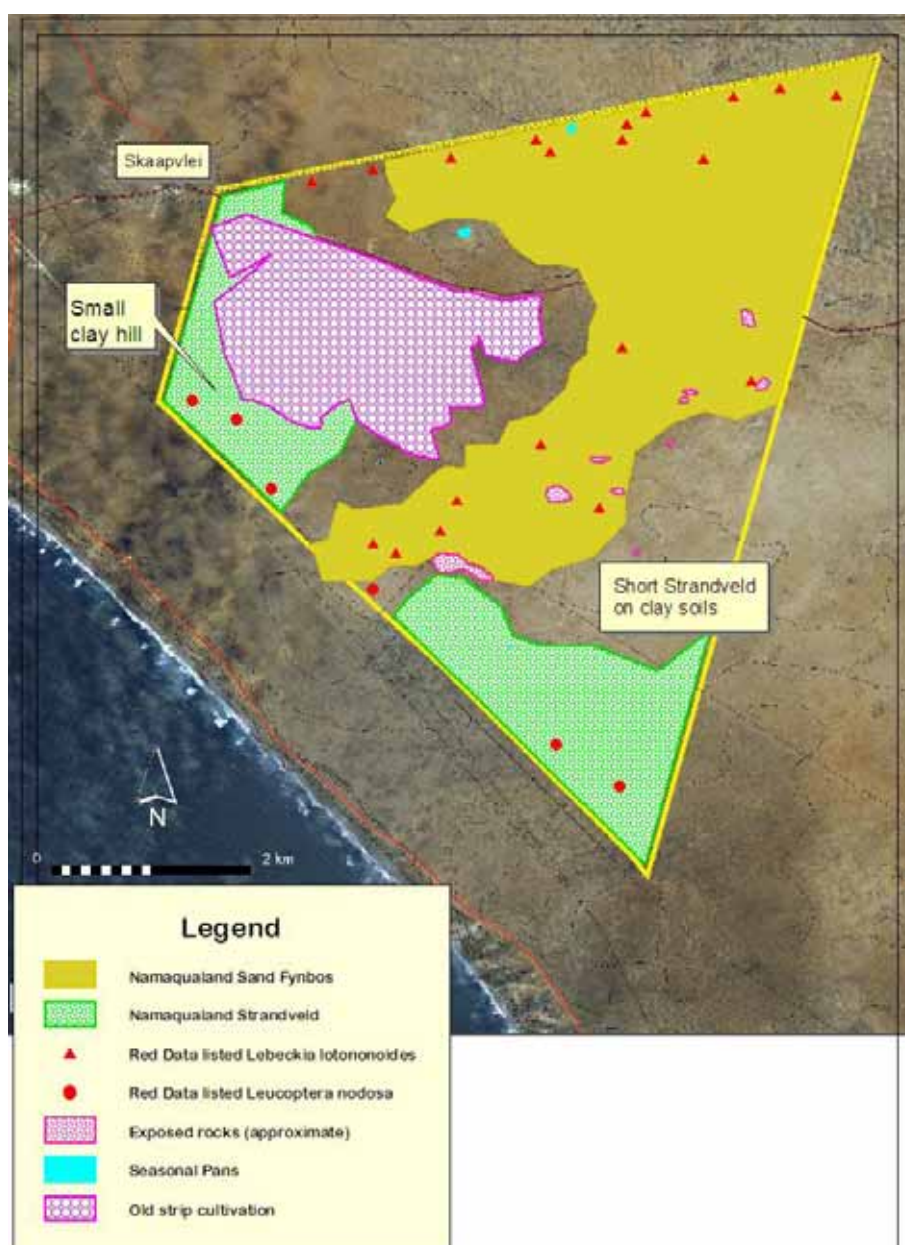 Skaapvlei
Small
clay hill
Short Strandveld
on clay soils
N
0
2 km
Legend
Namaqualand Sand Fynbos
Namaqualand Strandveld
Red Data listed Lebeckia lotononoides
Red Data listed Leucoptera nodosa
Exposed rocks (approximate)
Seasonal Pans
Old strip cultivation